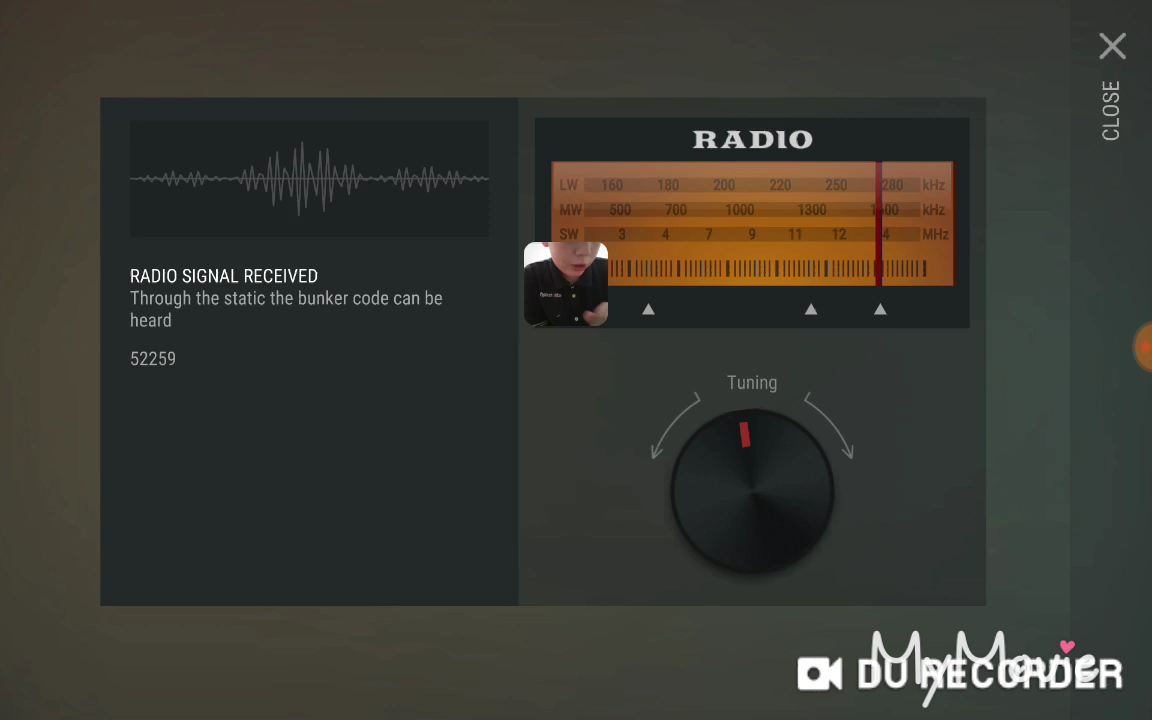 CLOSE
RADIO
LW 160 180 200 220 250 280 kHz
MW 500 700 1000 1300 kHz
SW 3 4 7 9 11 12 MHz
RADIO SIGNAL RECEIVED
Through the static the bunker code can be
heard
52259
Tuning
My Movie
DU RECORDER